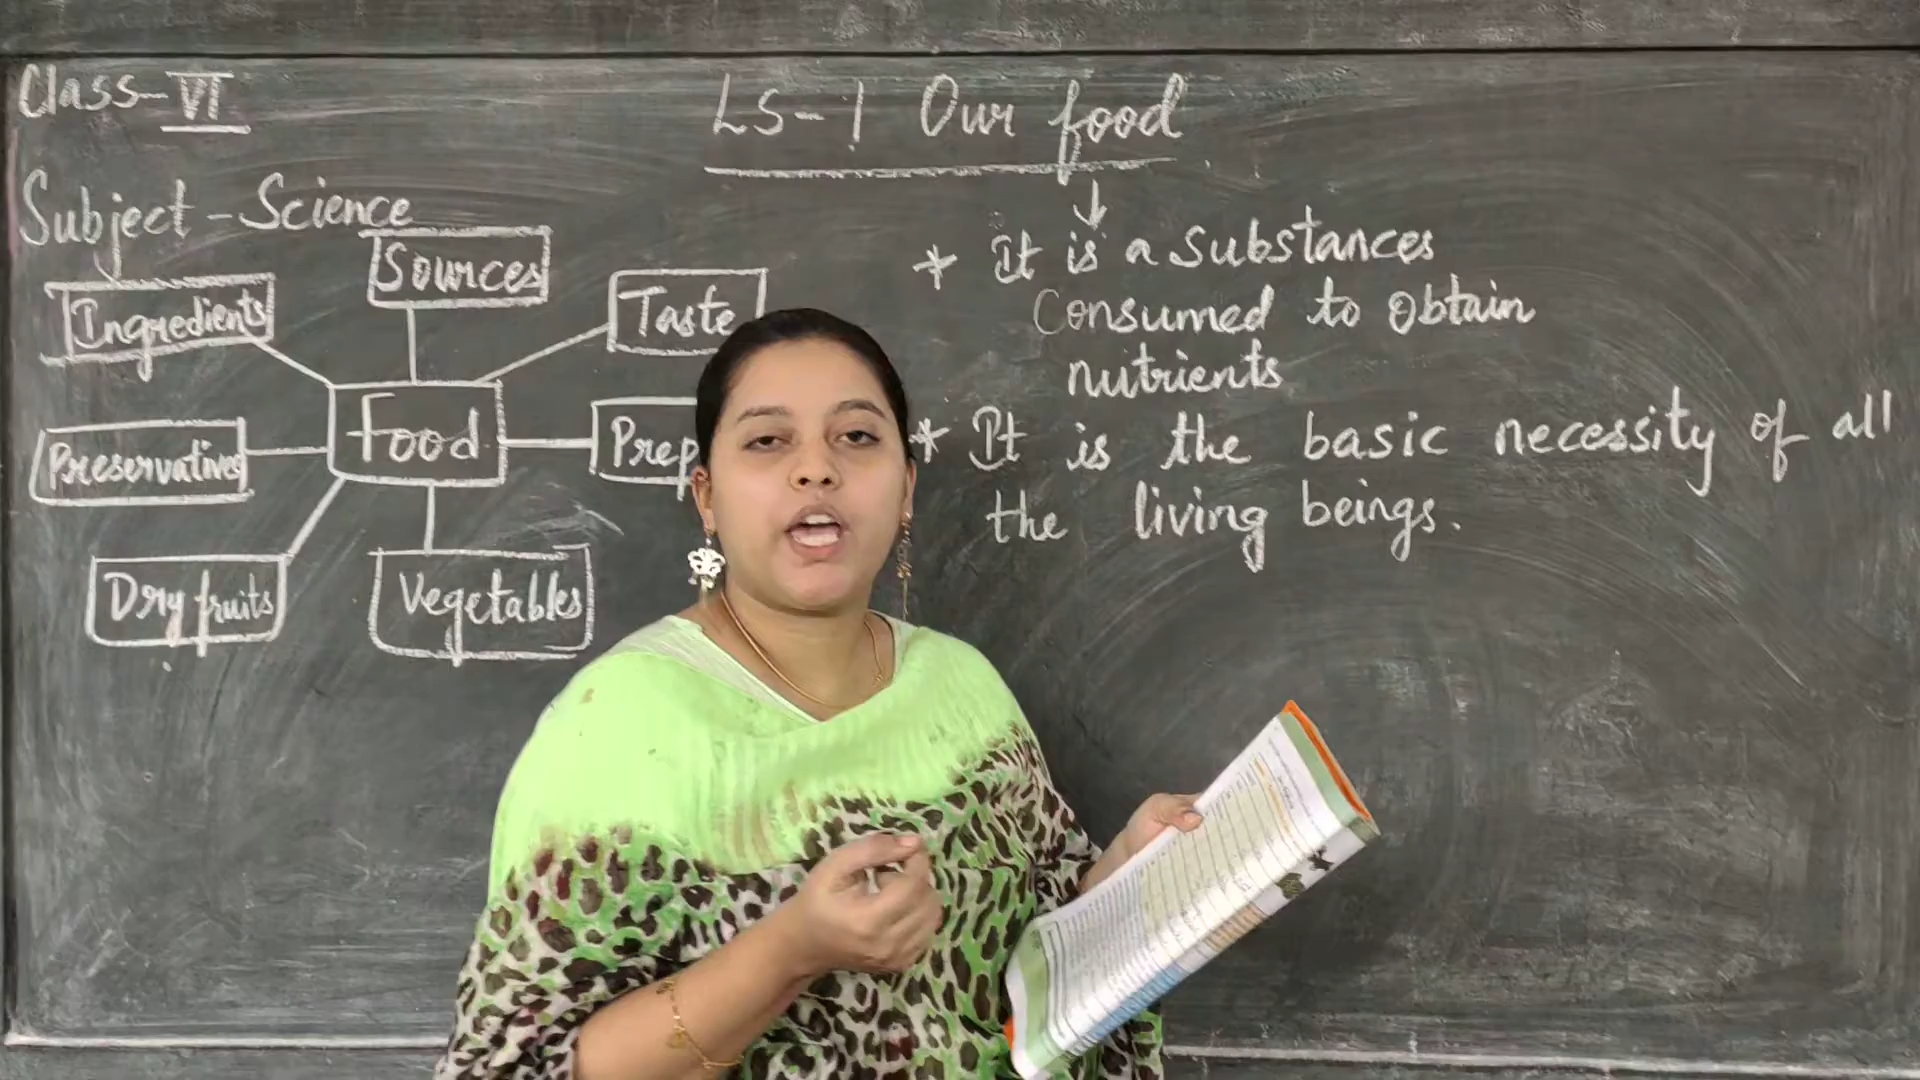 Class-VI
LS-1 Our food
Subject-Science
Sources
Ingredients
Taste
Food
Preservatives
Prep
Dry fruits
Vegetables
* It is a Substances
Consumed to Obtain
nutrients
* It is the basic necessity of all
the living beings.